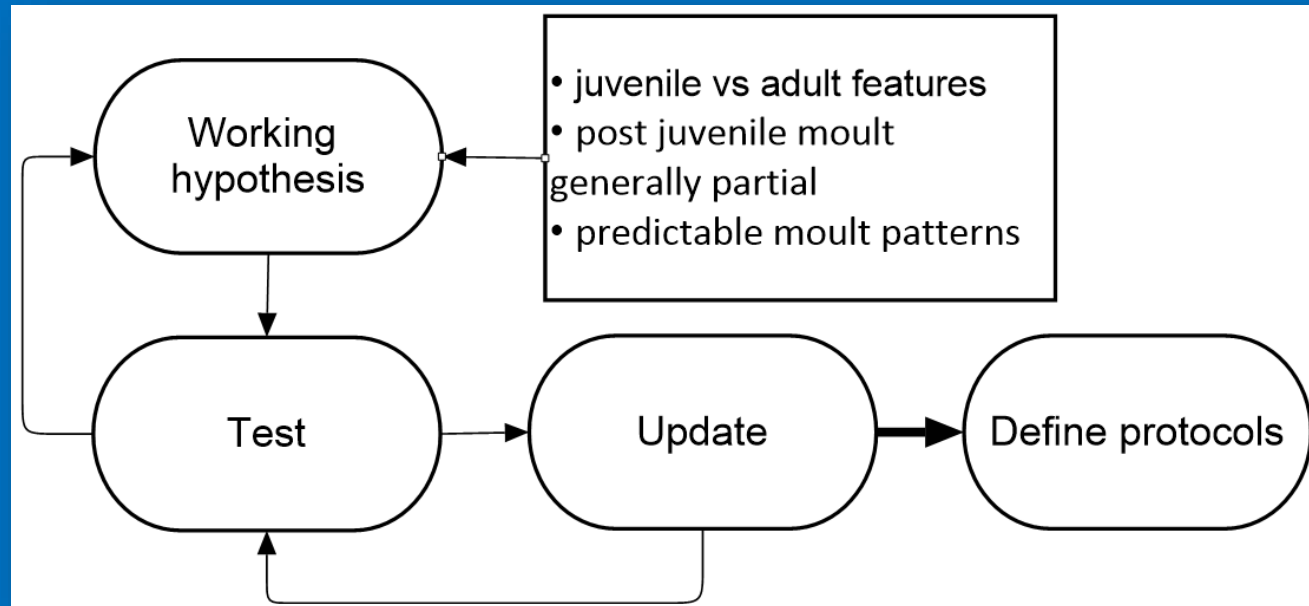 Working
hypothesis
• juvenile vs adult features
• post juvenile moult
generally partial
• predictable moult patterns
Test
Update
Define protocols